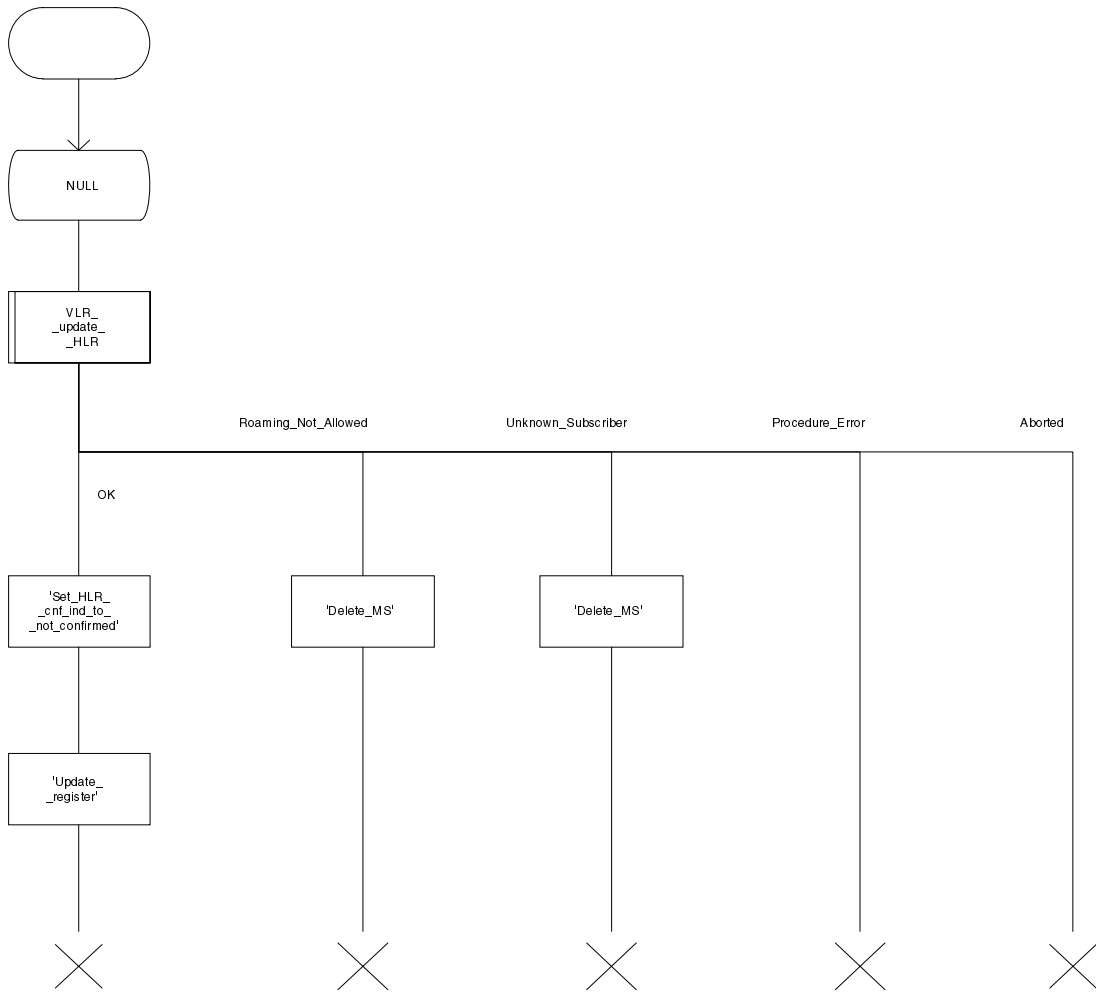 NULL
VLR_
_update_
_HLR
Roaming_Not_Allowed
Unknown_Subscriber
Procedure_Error
Aborted
OK
'Set_HLR_
_cnf_ind_to_
_not_confirmed'
'Delete_MS'
'Delete_MS'
'Update_
_register'